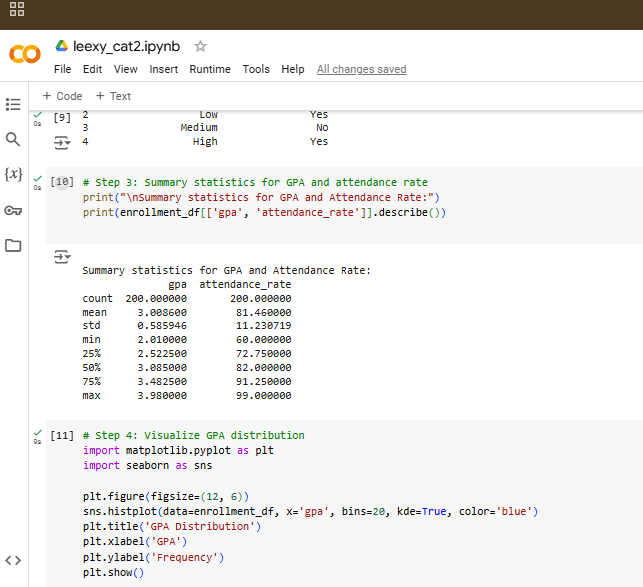 leexy_cat2.ipynb
File Edit View Insert Runtime Tools Help All changes saved
+ Code + Text
0s [9] 2 Low Yes
3 Medium No
4 High Yes
{x}
0s [10] # Step 3: Summary statistics for GPA and attendance rate
print("\nSummary statistics for GPA and Attendance Rate:")
print(enrollment_df[['gpa', 'attendance_rate']].describe())
Summary statistics for GPA and Attendance Rate:
gpa attendance_rate
count 200.000000 200.000000
mean 3.008600 81.460000
std 0.585946 11.230719
min 2.010000 60.000000
25% 2.522500 72.750000
50% 3.085000 82.000000
75% 3.482500 91.250000
max 3.980000 99.000000
9s [11] # Step 4: Visualize GPA distribution
import matplotlib.pyplot as plt
import seaborn as sns
plt.figure(figsize=(12, 6))
sns.histplot(data=enrollment_df, x='gpa', bins=20, kde=True, color='blue')
plt.title('GPA Distribution')
plt.xlabel('GPA')
plt.ylabel('Frequency')
plt.show()